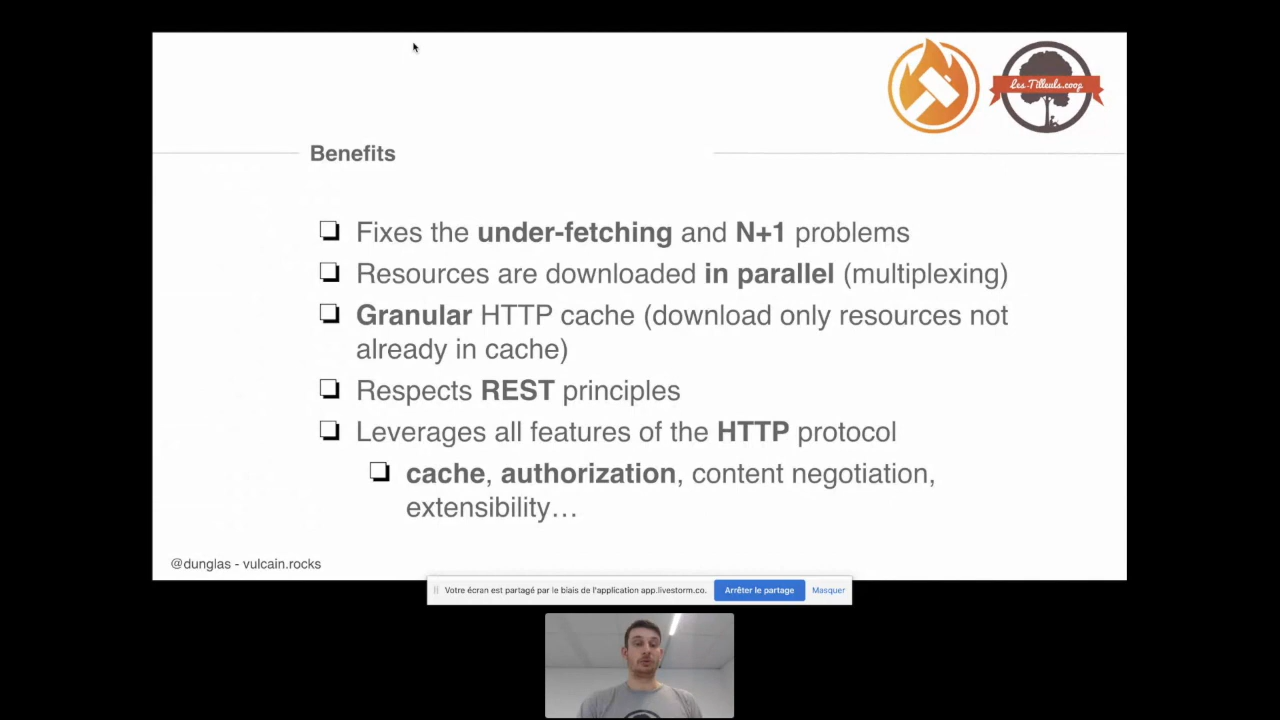 Les-Tilleuls.coop
Benefits
Fixes the under-fetching and N+1 problems
Resources are downloaded in parallel (multiplexing)
Granular HTTP cache (download only resources not
already in cache)
Respects REST principles
Leverages all features of the HTTP protocol
cache, authorization, content negotiation,
extensibility…
@dunglas - vulcain.rocks
Votre écran est partagé par le biais de l'application app.livestorm.co.
Arrêter le partage
Masquer